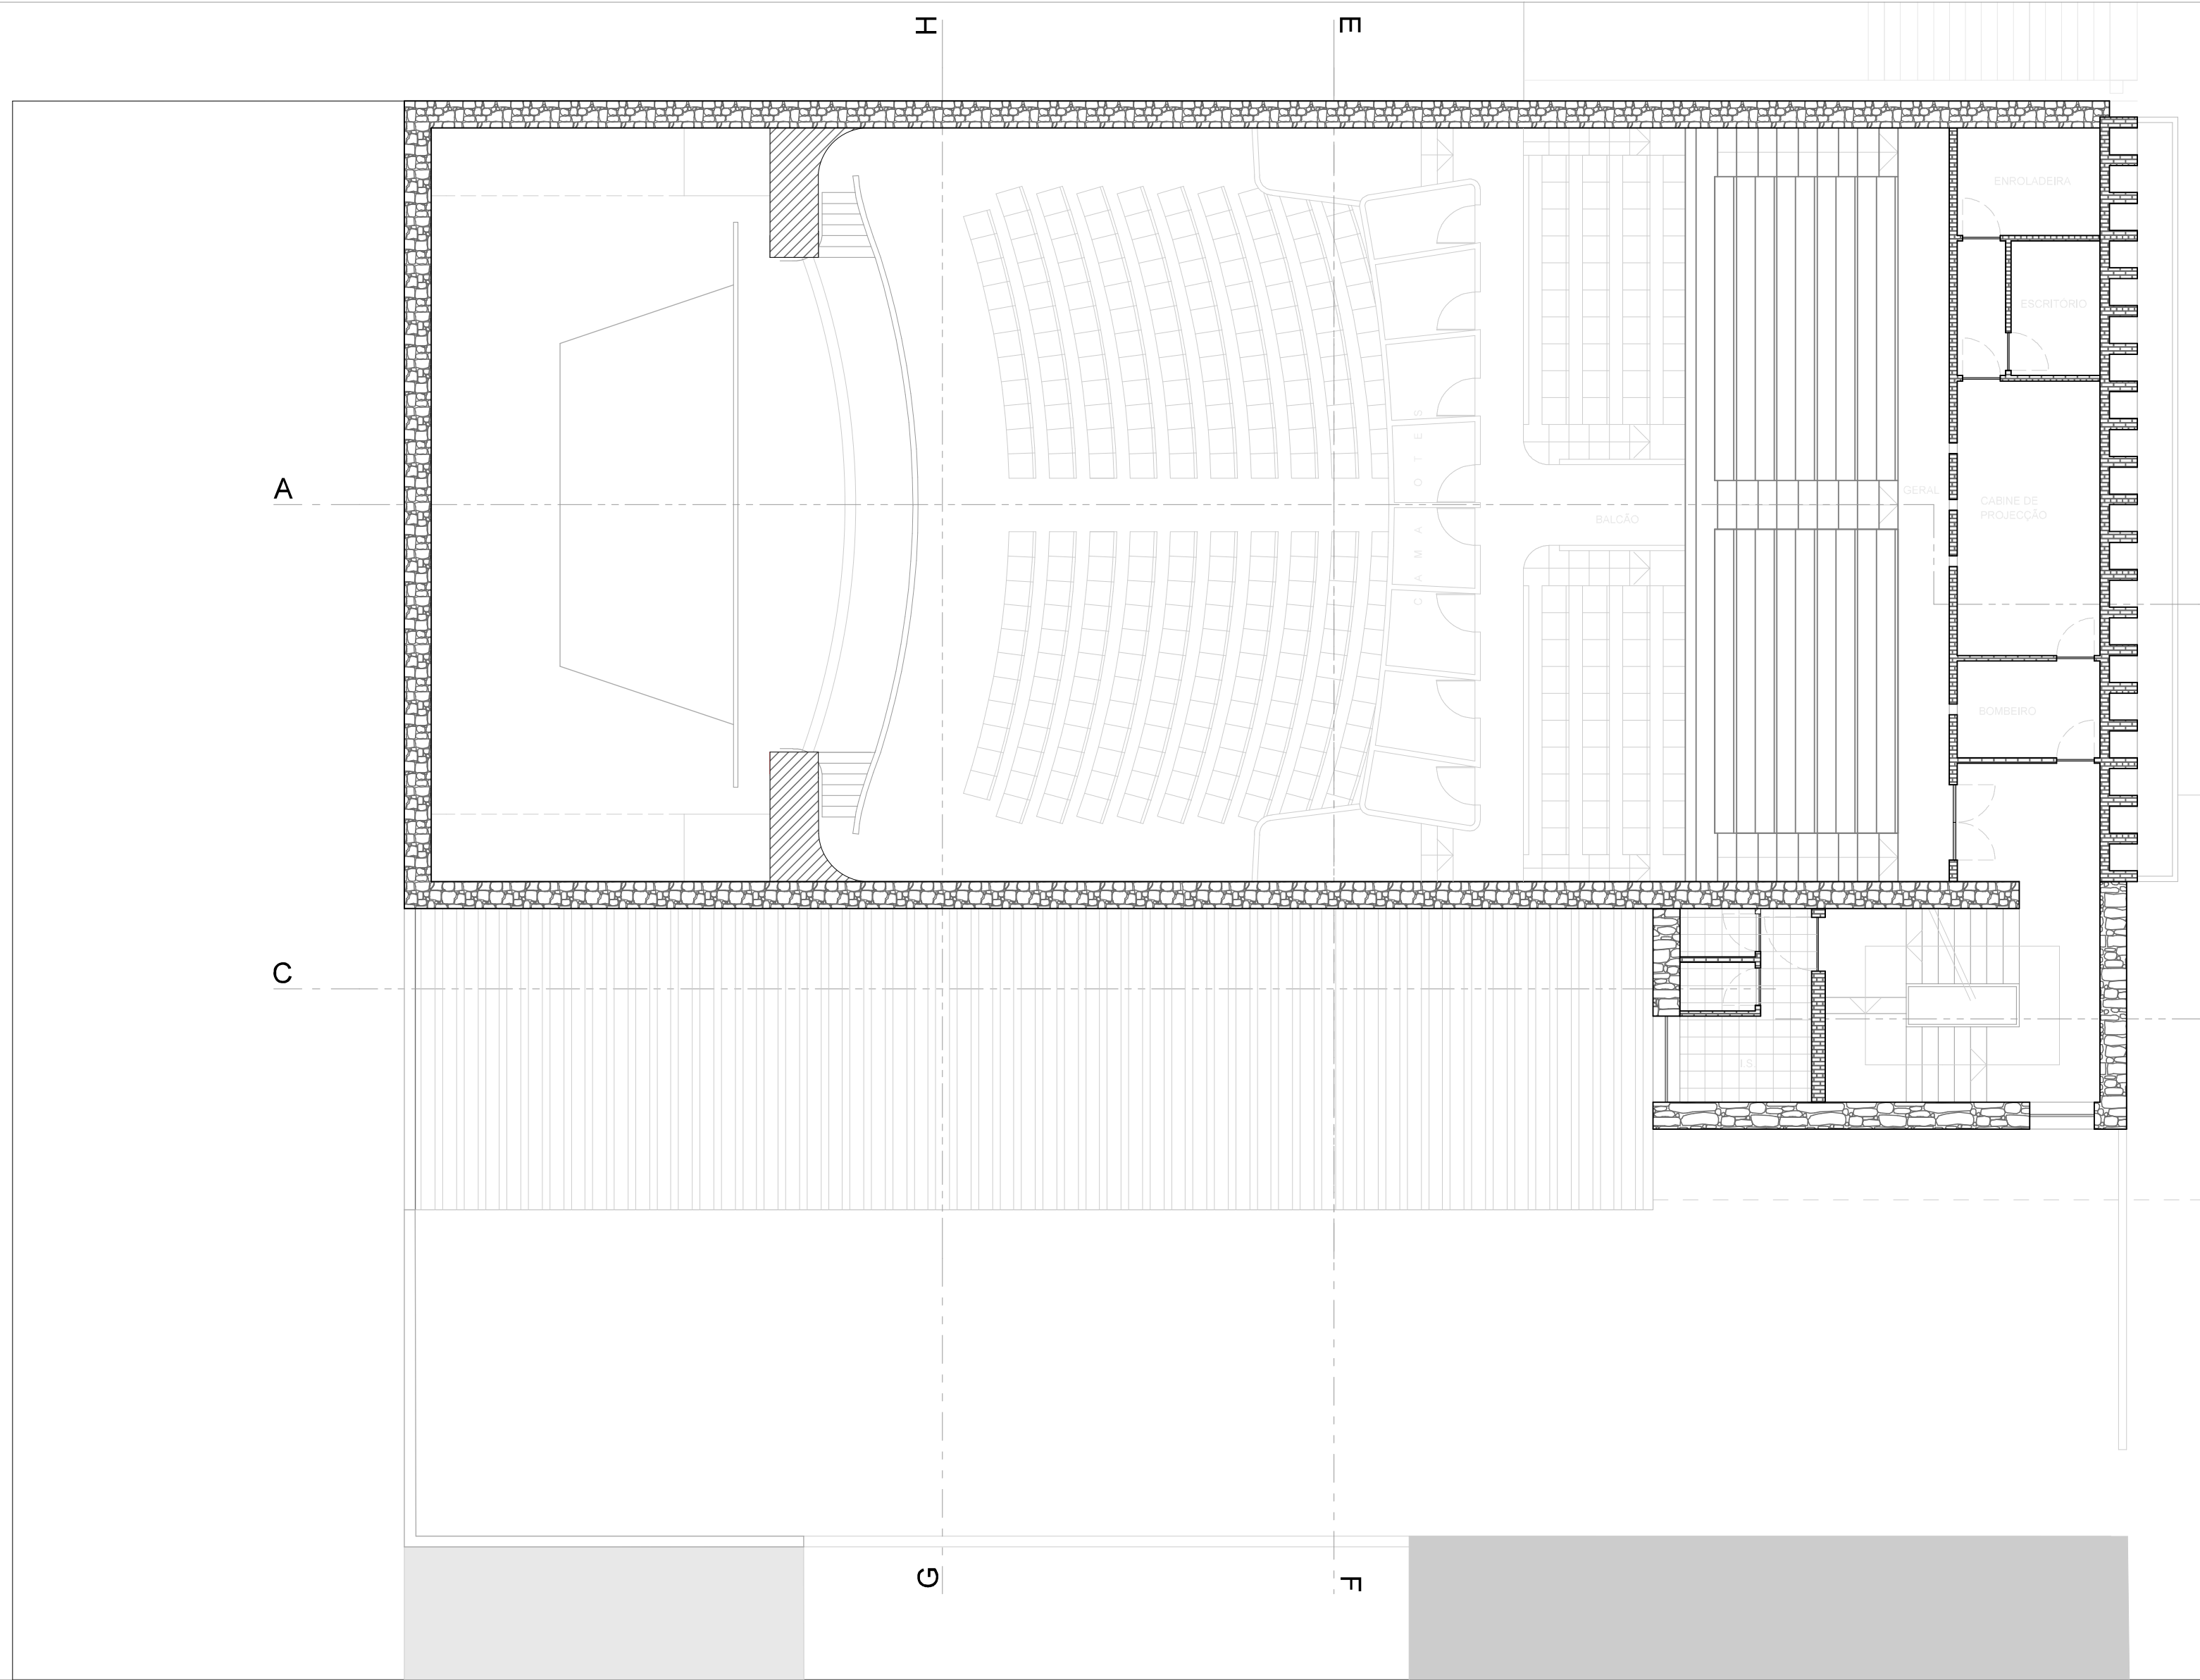 H
E
ENROLADEIRA
ESCRITÓRIO
CAMAROTES
A
GERAL
CABINE DE
PROJECÇÃO
BALCÃO
BOMBEIRO
C
I.S
G
F